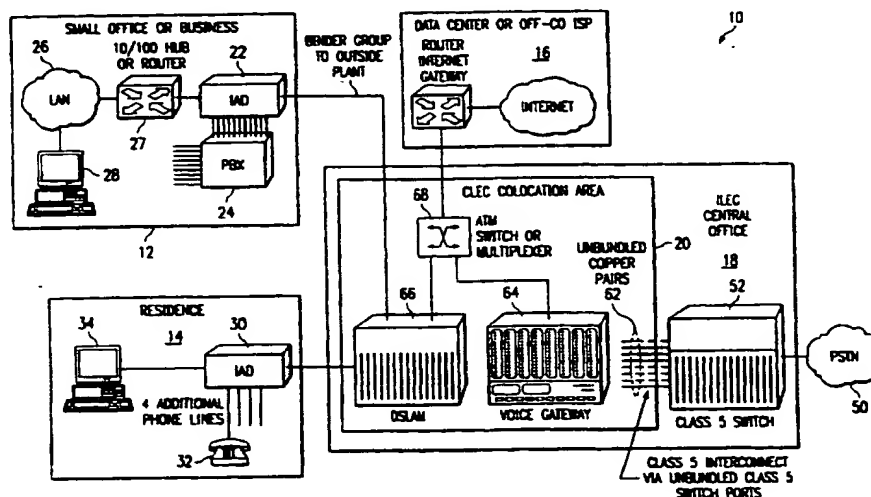 10
SMALL OFFICE OR BUSINESS
26
10/100 HUB
OR ROUTER
22
LAN
IAD
27
28
PBX
24
12
BINDER GROUP
TO OUTSIDE
PLANT
DATA CENTER OR OFF-CO ISP
ROUTER
INTERNET
GATEWAY
16
INTERNET
CLEC COLOCATION AREA
68
ATM
SWITCH OR
MULTIPLEXER
20
ILEC
CENTRAL
OFFICE
18
UNBUNDLED
COPPER
PAIRS
62
66
64
52
DSLAM
VOICE GATEWAY
CLASS 5 SWITCH
PSTN
50
RESIDENCE
34
14
30
IAD
4 ADDITIONAL
PHONE LINES
32
CLASS 5 INTERCONNECT
VIA UNBUNDLED CLASS 5
SWITCH PORTS